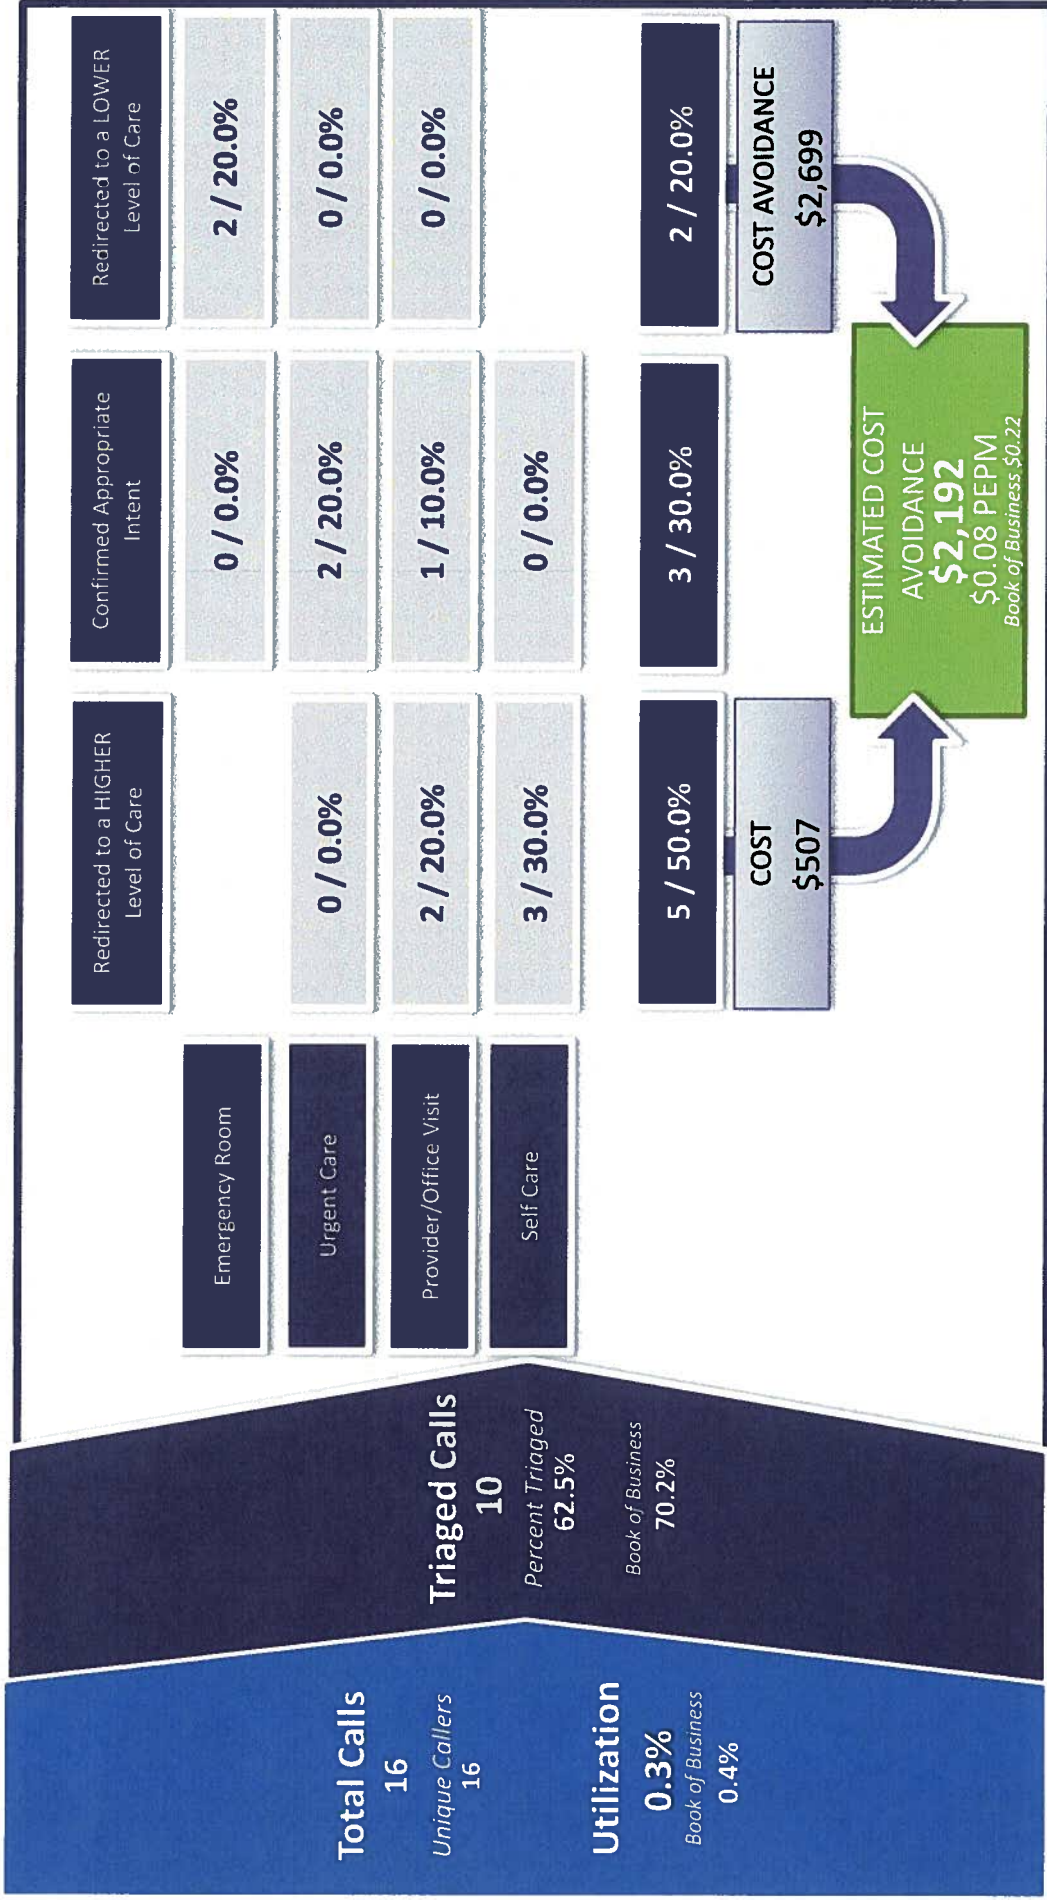 Total Calls
16
Unique Callers
16
Utilization
0.3%
Book of Business
0.4%
Triaged Calls
10
Percent Triaged
62.5%
Book of Business
70.2%
Redirected to a HIGHER
Level of Care
Confirmed Appropriate
Intent
Redirected to a LOWER
Level of Care
Emergency Room
0 / 0.0%
2 / 20.0%
Urgent Care
0 / 0.0%
2 / 20.0%
0 / 0.0%
Provider/Office Visit
2 / 20.0%
1 / 10.0%
0 / 0.0%
Self Care
3 / 30.0%
0 / 0.0%
5 / 50.0%
3 / 30.0%
2 / 20.0%
COST
$507
COST AVOIDANCE
$2,699
ESTIMATED COST
AVOIDANCE
$2,192
$0.08 PEPM
Book of Business $0.22